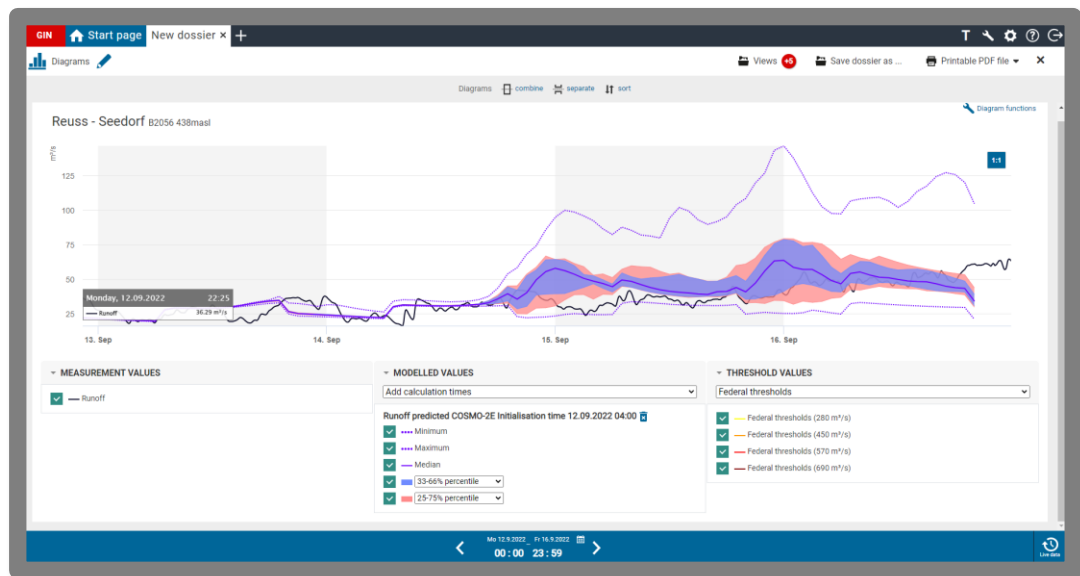 GIN Start page New dossier × + T
Diagrams Views +5 Save dossier as ... Printable PDF file
Diagrams combine separate sort
Diagram functions
Reuss - Seedorf B2056 438masl
m³/s
1:1
125
100
75
50
25
Monday, 12.09.2022 22:25
Runoff 36.29 m³/s
13. Sep 14. Sep 15. Sep 16. Sep
MEASUREMENT VALUES
Runoff
MODELLED VALUES
Add calculation times
Runoff predicted COSMO-2E Initialisation time 12.09.2022 04:00
Minimum
Maximum
Median
33-66% percentile
25-75% percentile
THRESHOLD VALUES
Federal thresholds
Federal thresholds (280 m³/s)
Federal thresholds (450 m³/s)
Federal thresholds (570 m³/s)
Federal thresholds (690 m³/s)
Mo 12.9.2022 _ Fr 16.9.2022
00:00 23:59
Live data